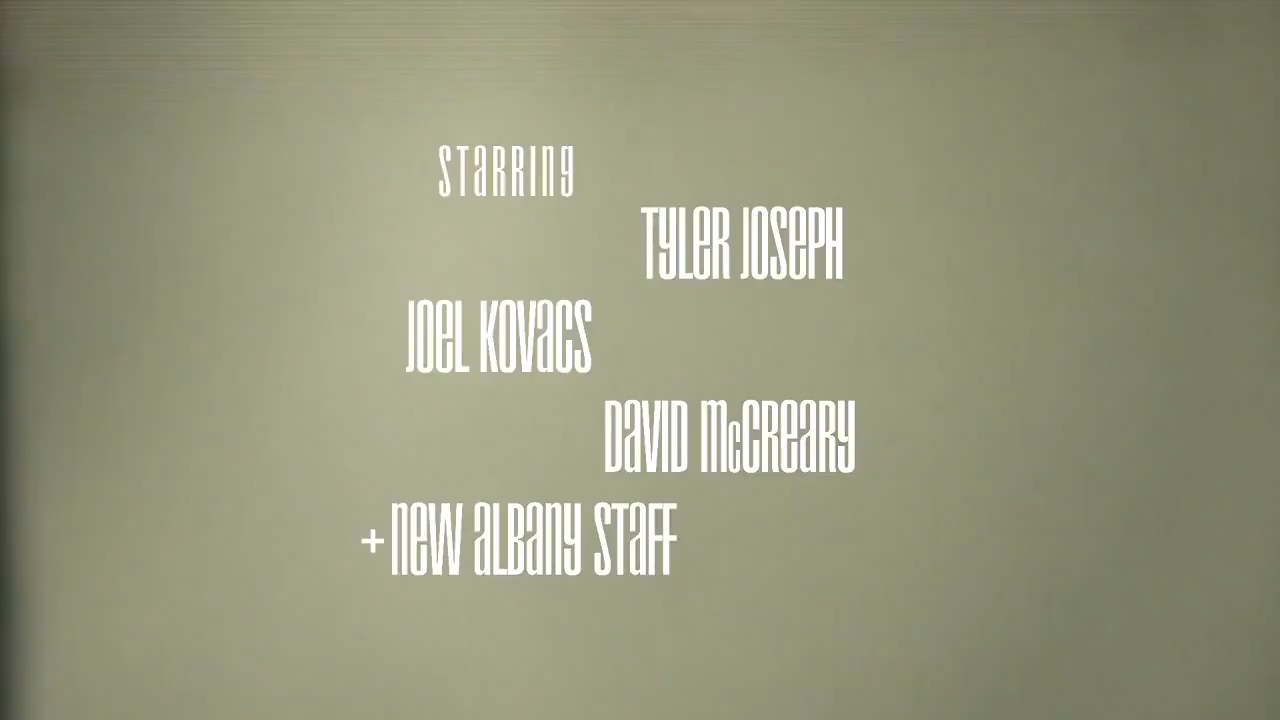 STARRING
TYLER JOSEPH
JOEL KOVACS
DAVID McCREARY
+ NEW ALBANY STAFF